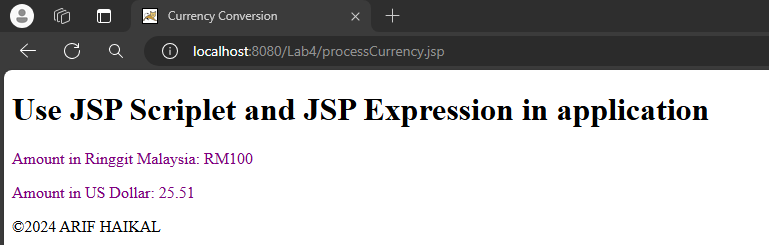 Currency Conversion
localhost:8080/Lab4/processCurrency.jsp
Use JSP Scriplet and JSP Expression in application
Amount in Ringgit Malaysia: RM100
Amount in US Dollar: 25.51
©2024 ARIF HAIKAL